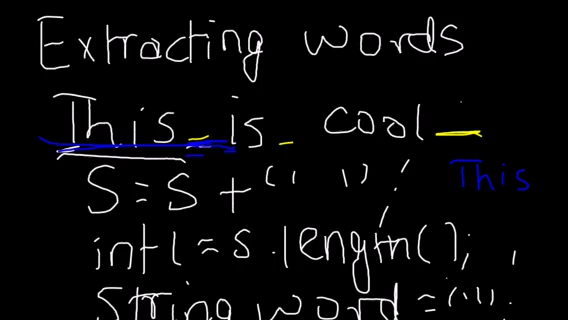 Extracting words
This is cool
S = S + " " ;  This
int l = s.length();
String word = "";